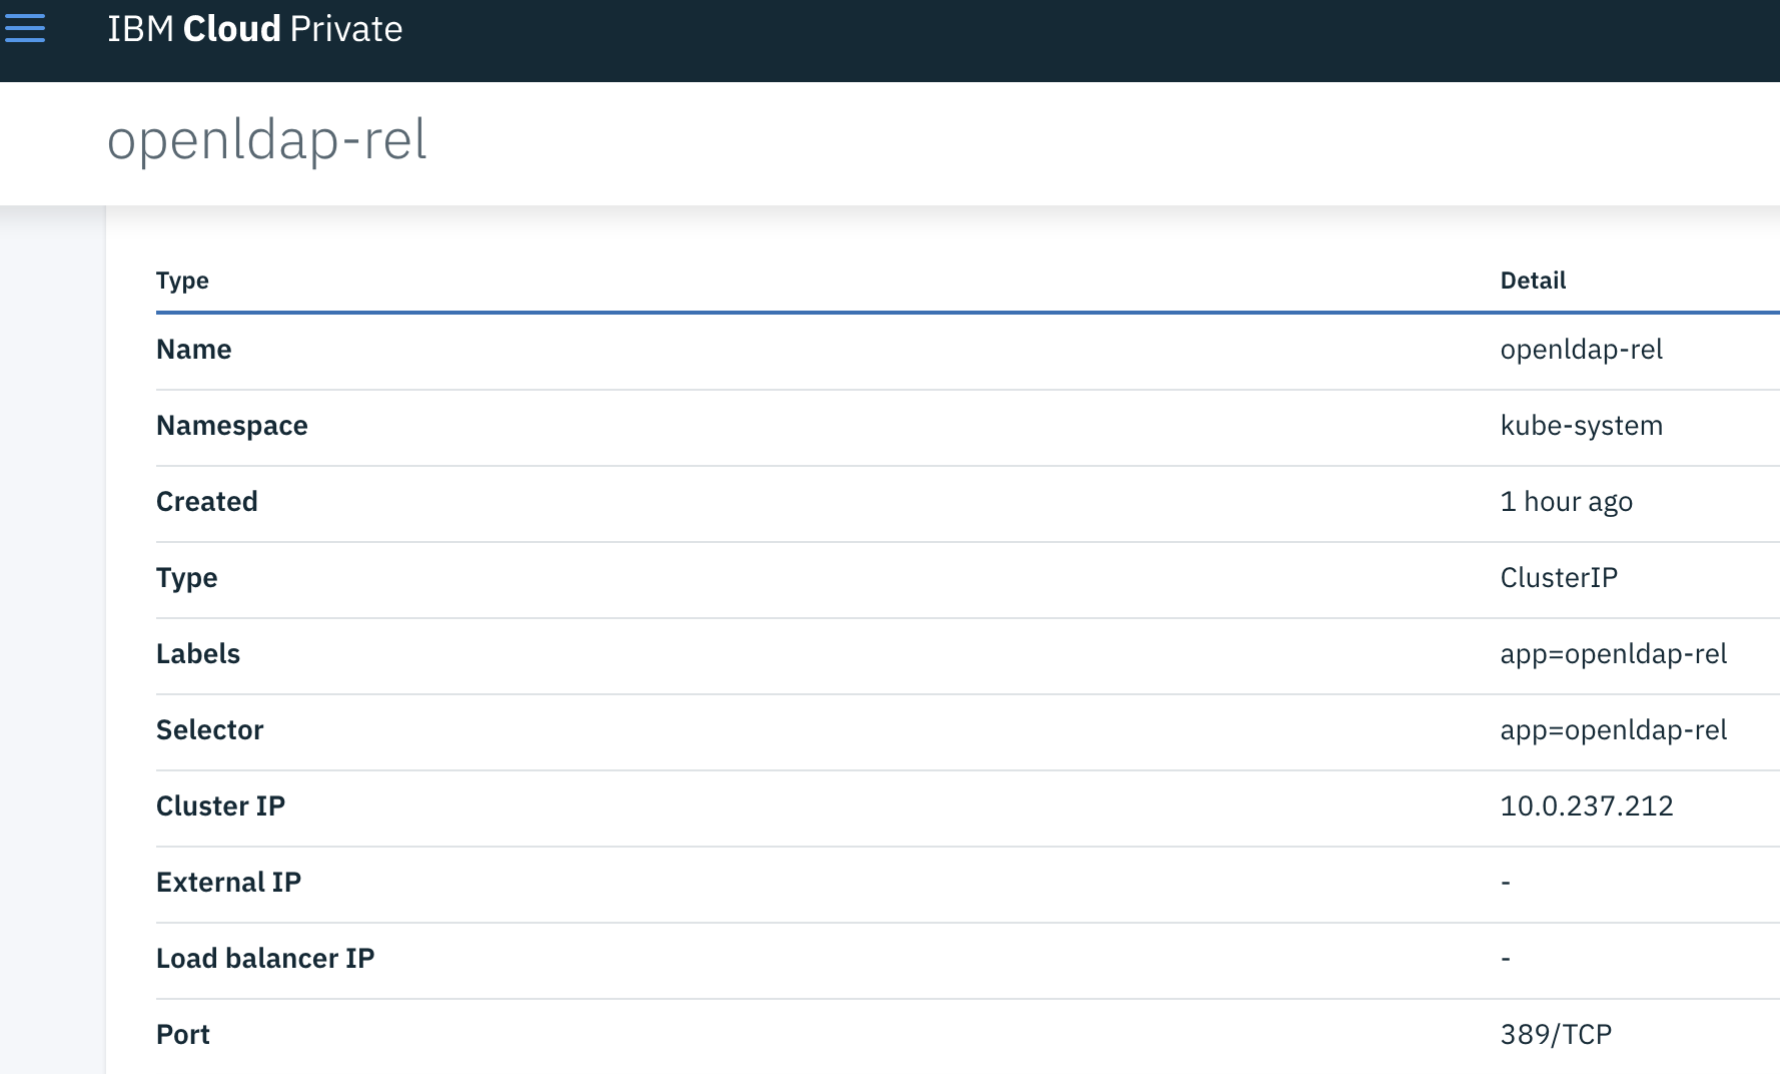 IBM Cloud Private
openldap-rel
Type Detail
Name openldap-rel
Namespace kube-system
Created 1 hour ago
Type ClusterIP
Labels app=openldap-rel
Selector app=openldap-rel
Cluster IP 10.0.237.212
External IP -
Load balancer IP -
Port 389/TCP